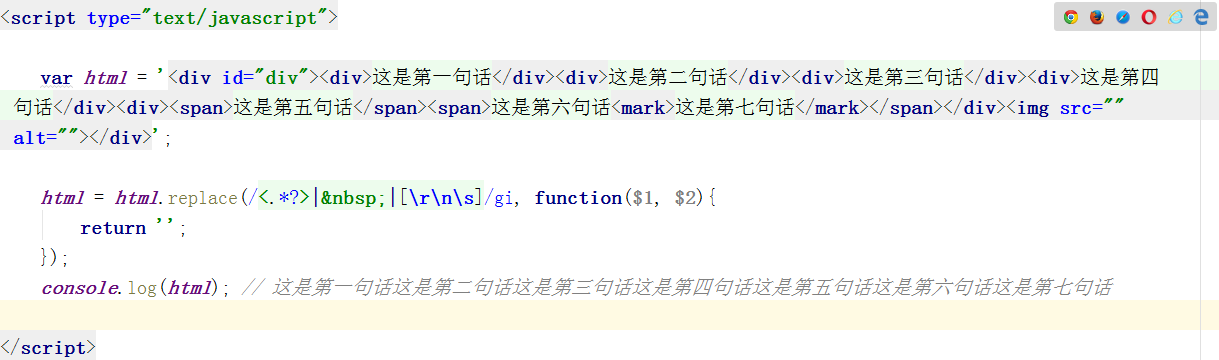 <script type="text/javascript">
var html = '<div id="div"><div>这是第一句话</div><div>这是第二句话</div><div>这是第三句话</div><div>这是第四
句话</div><div><span>这是第五句话</span><span>这是第六句话<mark>这是第七句话</mark></span></div><img src=""
alt=""></div>';
html = html.replace(/<.*?>|&nbsp;|[\r\n\s]/gi, function($1, $2){
return '';
});
console.log(html); // 这是第一句话这是第二句话这是第三句话这是第四句话这是第五句话这是第六句话这是第七句话
</script>